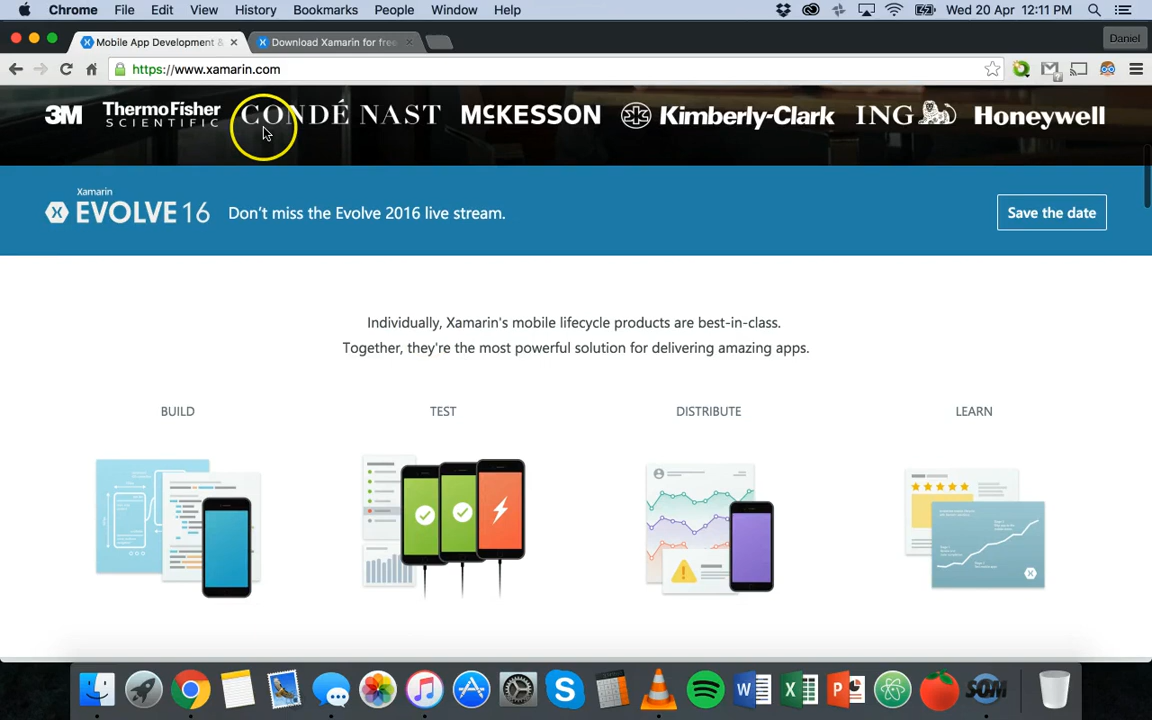 Chrome File Edit View History Bookmarks People Window Help Wed 20 Apr 12:11 PM
Mobile App Development & Download Xamarin for free Daniel
https://www.xamarin.com
3M ThermoFisher SCIENTIFIC CONDÉ NAST MCKESSON Kimberly-Clark ING Honeywell
Xamarin
EVOLVE 16 Don't miss the Evolve 2016 live stream. Save the date
Individually, Xamarin's mobile lifecycle products are best-in-class.
Together, they're the most powerful solution for delivering amazing apps.
BUILD TEST DISTRIBUTE LEARN
SOM